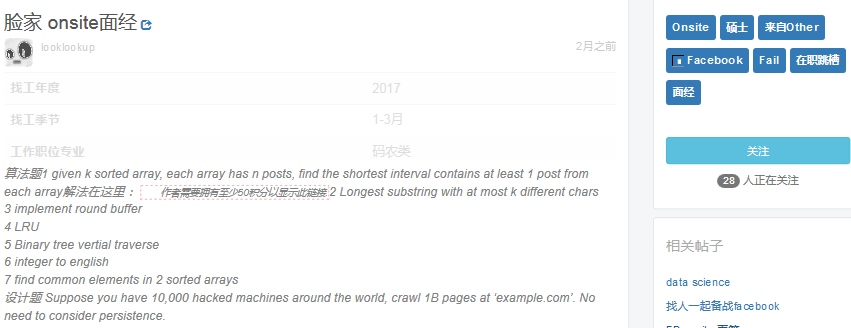 脸家 onsite面经
looklookup
2月之前
找工年度
2017
找工季节
1-3月
工作职位专业
码农类
算法题1 given k sorted array, each array has n posts, find the shortest interval contains at least 1 post from
each array解法在这里： 作者需要拥有至少50积分以显示此链接 2 Longest substring with at most k different chars
3 implement round buffer
4 LRU
5 Binary tree vertial traverse
6 integer to english
7 find common elements in 2 sorted arrays
设计题 Suppose you have 10,000 hacked machines around the world, crawl 1B pages at ‘example.com’. No
need to consider persistence.
Onsite 硕士 来自Other
Facebook Fail 在职跳槽
面经
关注
28 人正在关注
相关帖子
data science
找人一起备战facebook